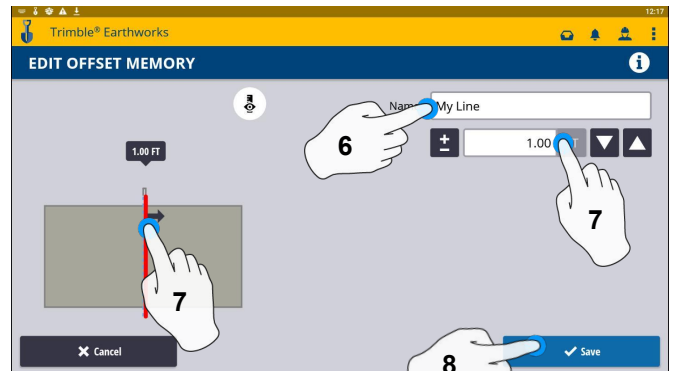 12:17
Trimble® Earthworks
EDIT OFFSET MEMORY
Name My Line
6
± 1.00
1.00 FT
7
7
Cancel
Save
8